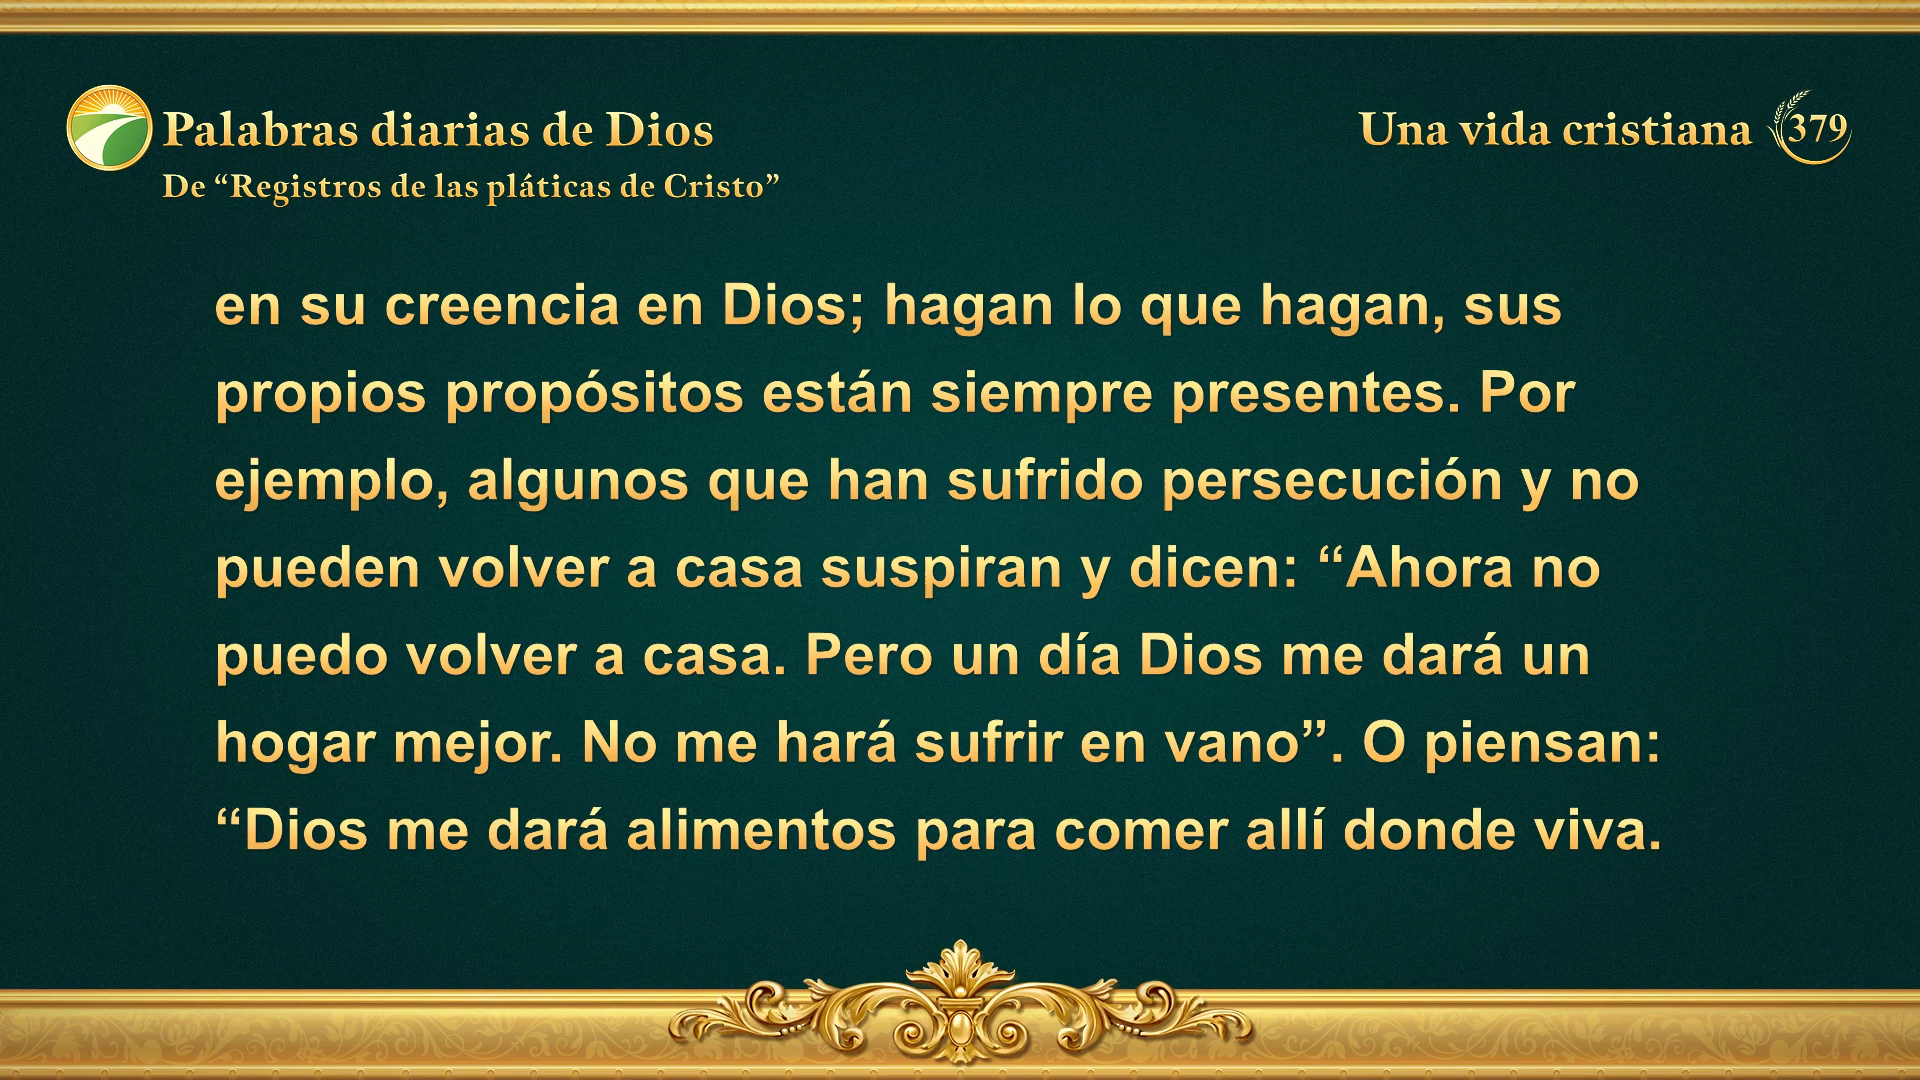 Palabras diarias de Dios
De “Registros de las pláticas de Cristo”
Una vida cristiana 379
en su creencia en Dios; hagan lo que hagan, sus
propios propósitos están siempre presentes. Por
ejemplo, algunos que han sufrido persecución y no
pueden volver a casa suspiran y dicen: “Ahora no
puedo volver a casa. Pero un día Dios me dará un
hogar mejor. No me hará sufrir en vano”. O piensan:
“Dios me dará alimentos para comer allí donde viva.